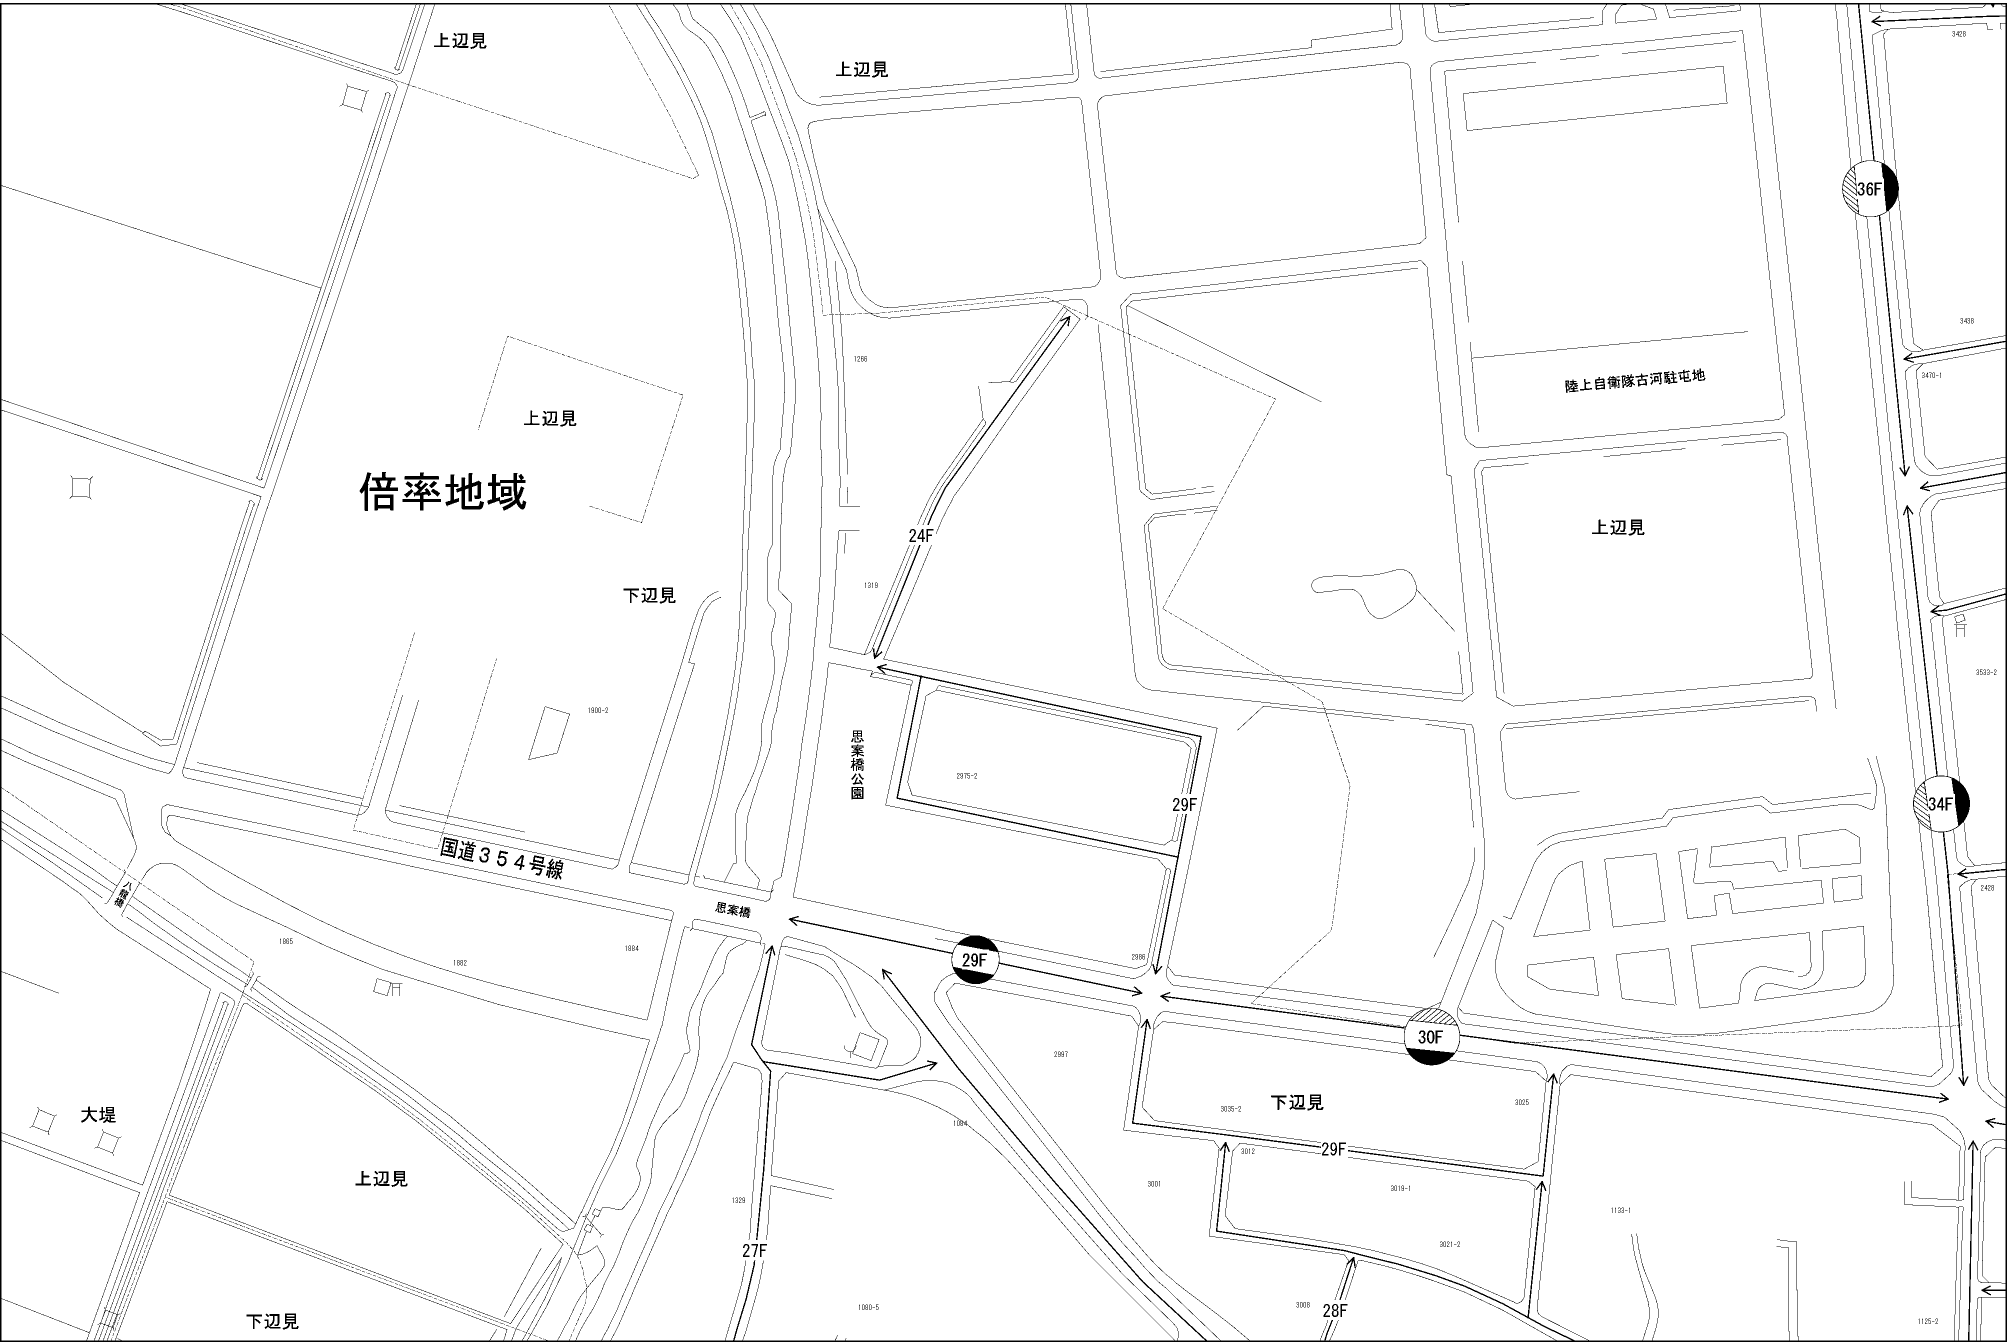 3428
上辺見
上辺見
36F
3438
1266
3470-1
陸上自衛隊古河駐屯地
上辺見
倍率地域
上辺見
24F
1319
下辺見
3533-2
1900-2
思案橋公園
2975-2
29F
34F
国道３５４号線
2428
八龍橋
思案橋
1865
1884
1882
2986
29F
30F
2997
下辺見
3035-2
3025
大堤
1084
29F
3012
上辺見
3001
3019-1
1329
1133-1
27F
3021-2
1080-5
3008
28F
下辺見
1125-2